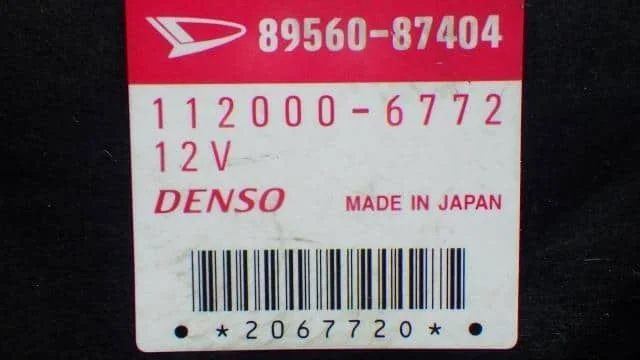 89560-87404
112000-6772
12V
DENSO MADE IN JAPAN
*2067720*